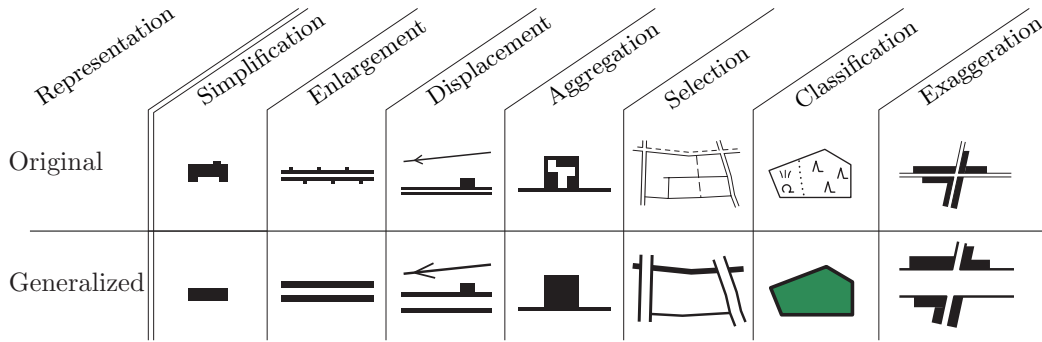 Representation
Simplification
Enlargement
Displacement
Aggregation
Selection
Classification
Exaggeration
Original
Generalized